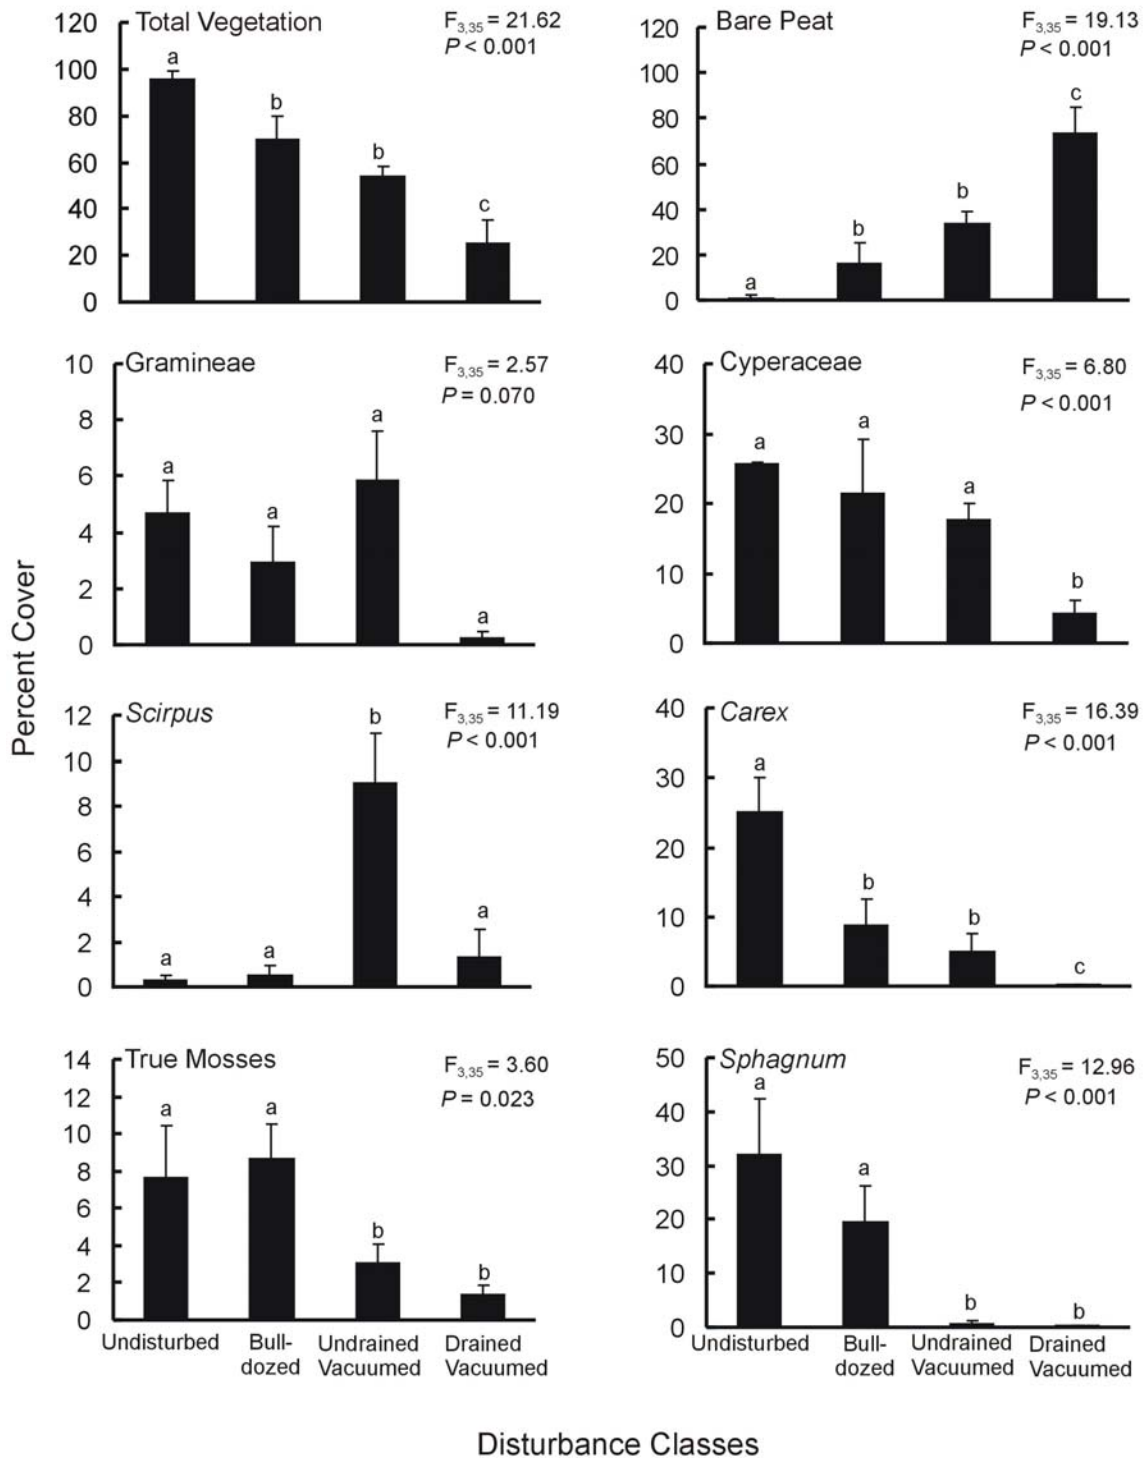 Total Vegetation
F3,35 = 21.62
P < 0.001
120
100
80
60
40
20
0
a
b
b
c
Bare Peat
F3,35 = 19.13
P < 0.001
120
100
80
60
40
20
0
a
b
b
c
Gramineae
F3,35 = 2.57
P = 0.070
10
8
6
4
2
0
a
a
a
a
Cyperaceae
F3,35 = 6.80
P < 0.001
40
30
20
10
0
a
a
a
b
Percent Cover
Scirpus
F3,35 = 11.19
P < 0.001
12
10
8
6
4
2
0
a
a
b
a
Carex
F3,35 = 16.39
P < 0.001
40
30
20
10
0
a
b
b
c
True Mosses
F3,35 = 3.60
P = 0.023
14
12
10
8
6
4
2
0
a
a
b
b
Undisturbed
Bull-
dozed
Undrained
Vacuumed
Drained
Vacuumed
Sphagnum
F3,35 = 12.96
P < 0.001
50
40
30
20
10
0
a
a
b
b
Undisturbed
Bull-
dozed
Undrained
Vacuumed
Drained
Vacuumed
Disturbance Classes